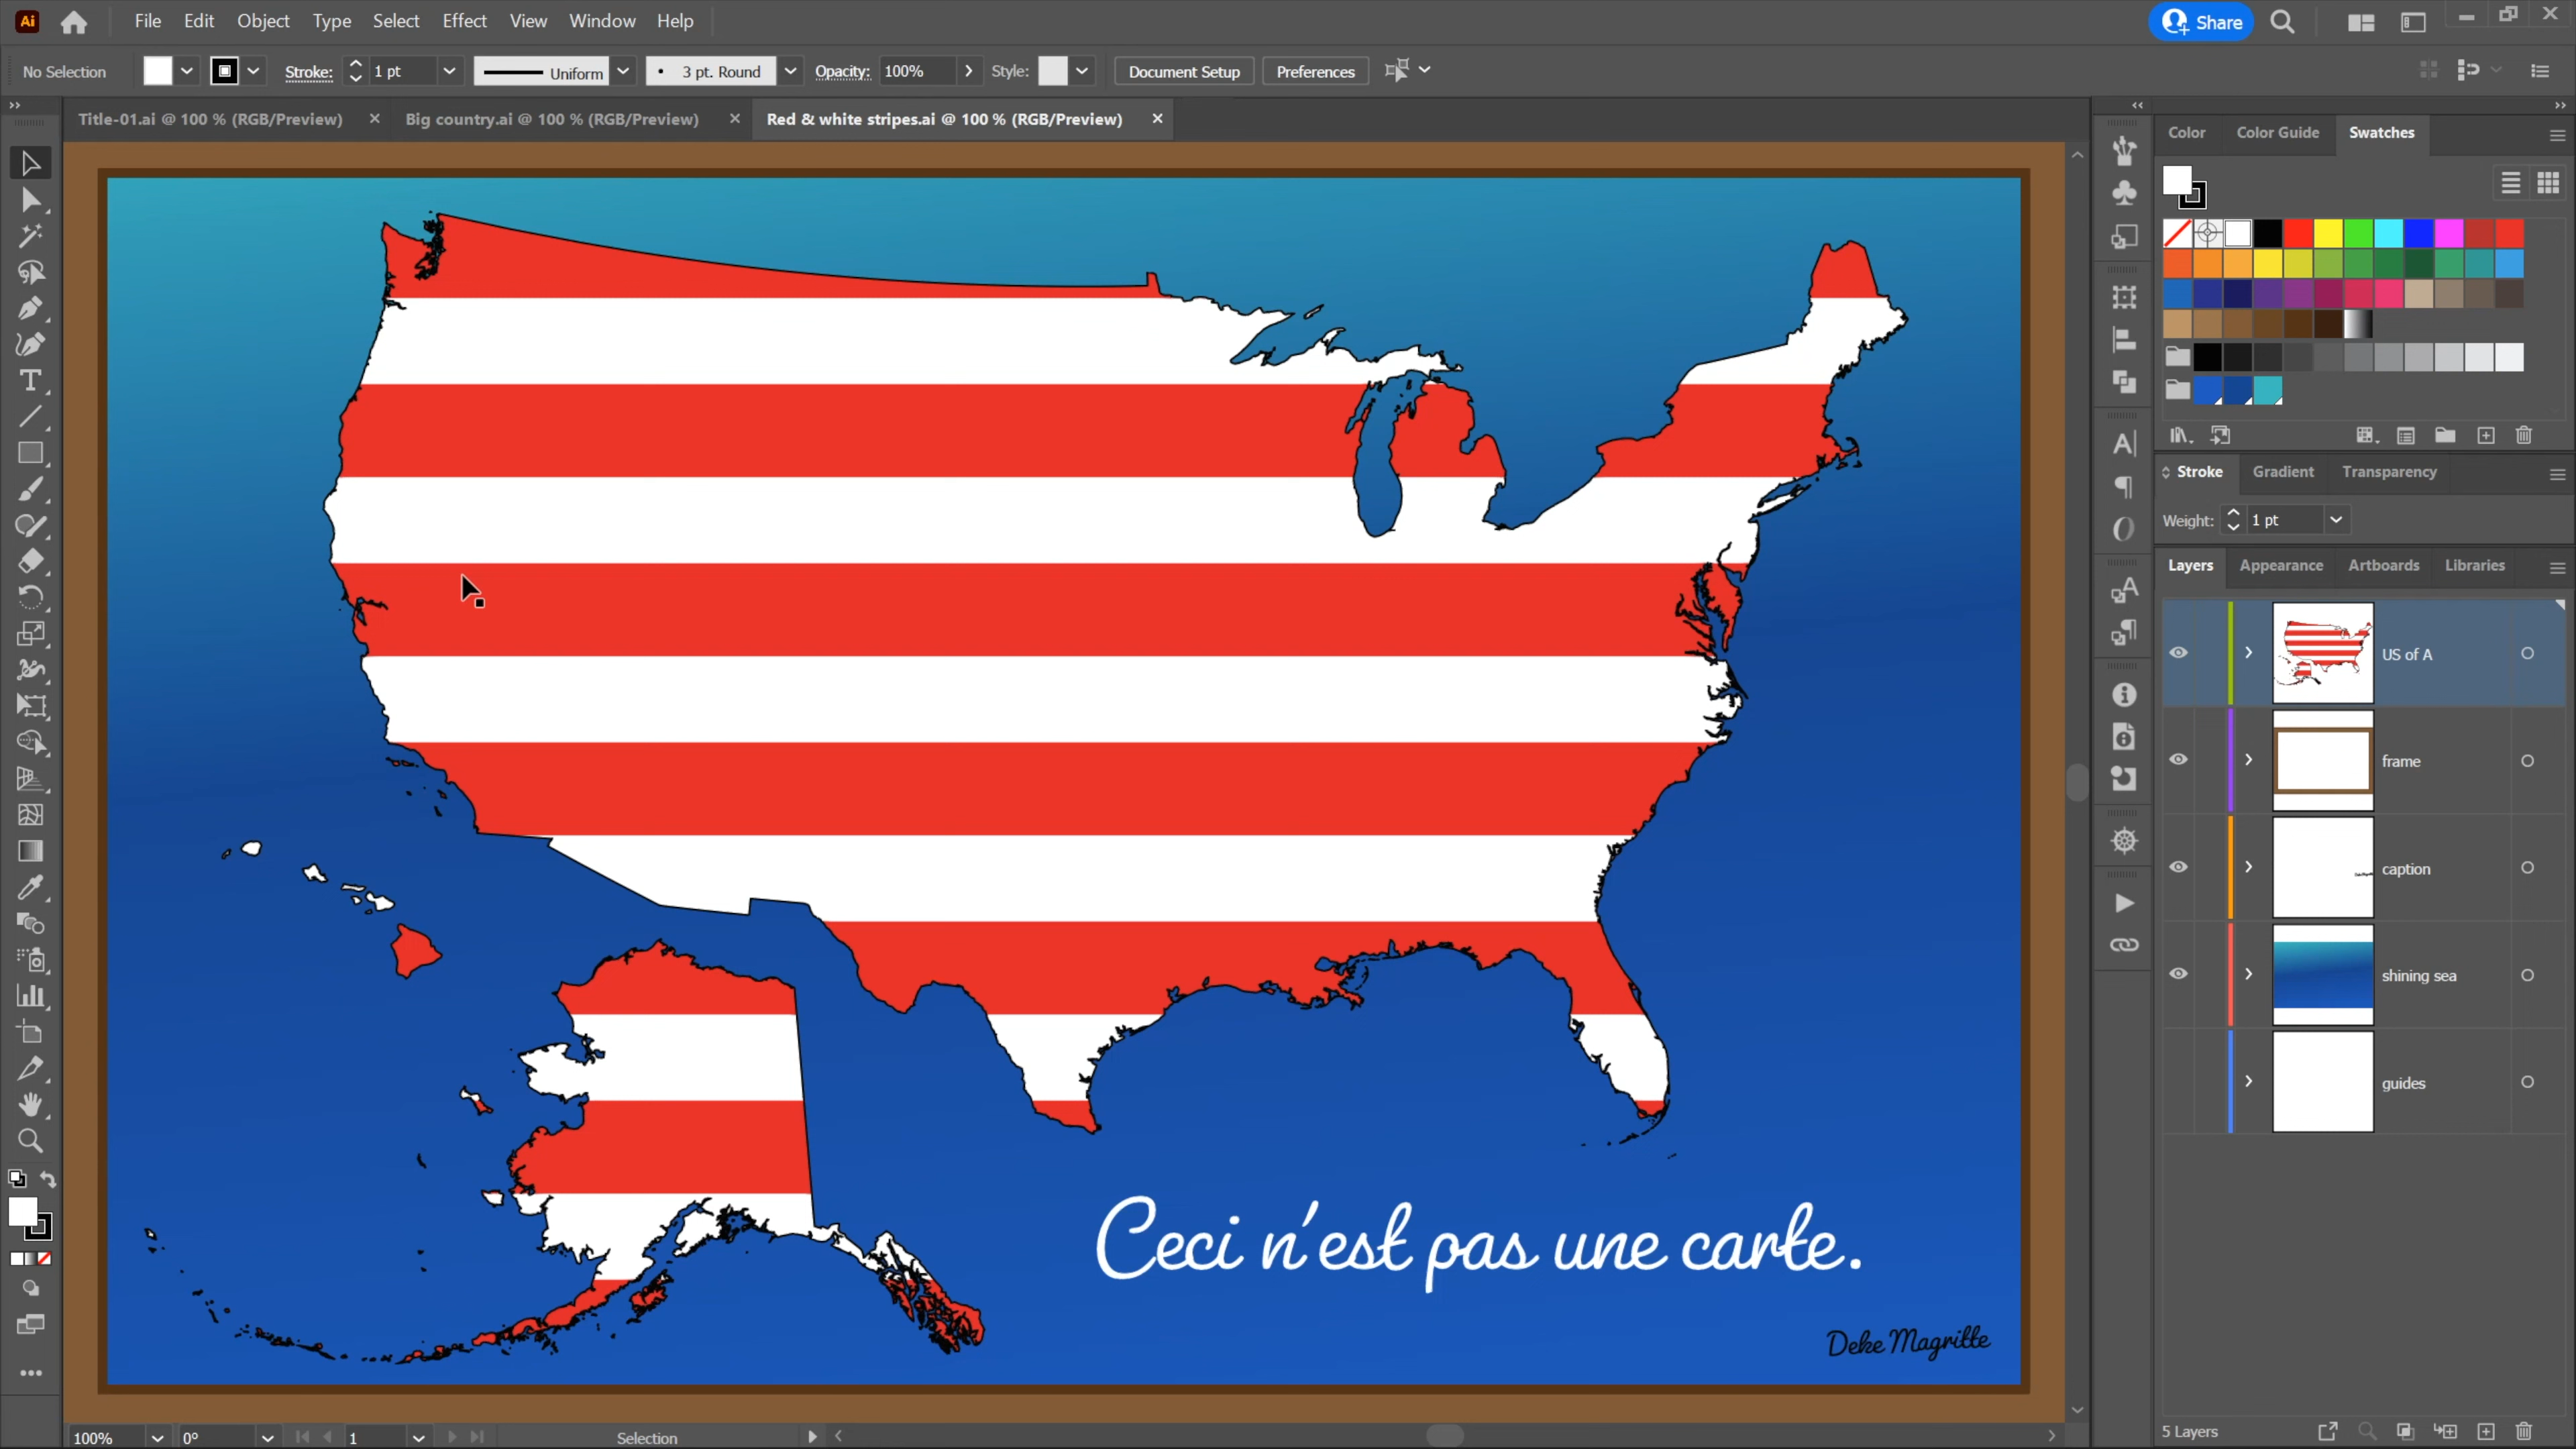 Ai File Edit Object Type Select Effect View Window Help Share
No Selection Stroke: 1 pt Uniform 3 pt. Round Opacity: 100% Style: Document Setup Preferences
Title-01.ai @ 100 % (RGB/Preview) Big country.ai @ 100 % (RGB/Preview) Red & white stripes.ai @ 100 % (RGB/Preview)
Color Color Guide Swatches
Stroke Gradient Transparency
Weight: 1 pt
Layers Appearance Artboards Libraries
US of A
frame
caption
shining sea
guides
Ceci n'est pas une carte.
Deke Magritte
100% 0° 1 Selection
5 Layers